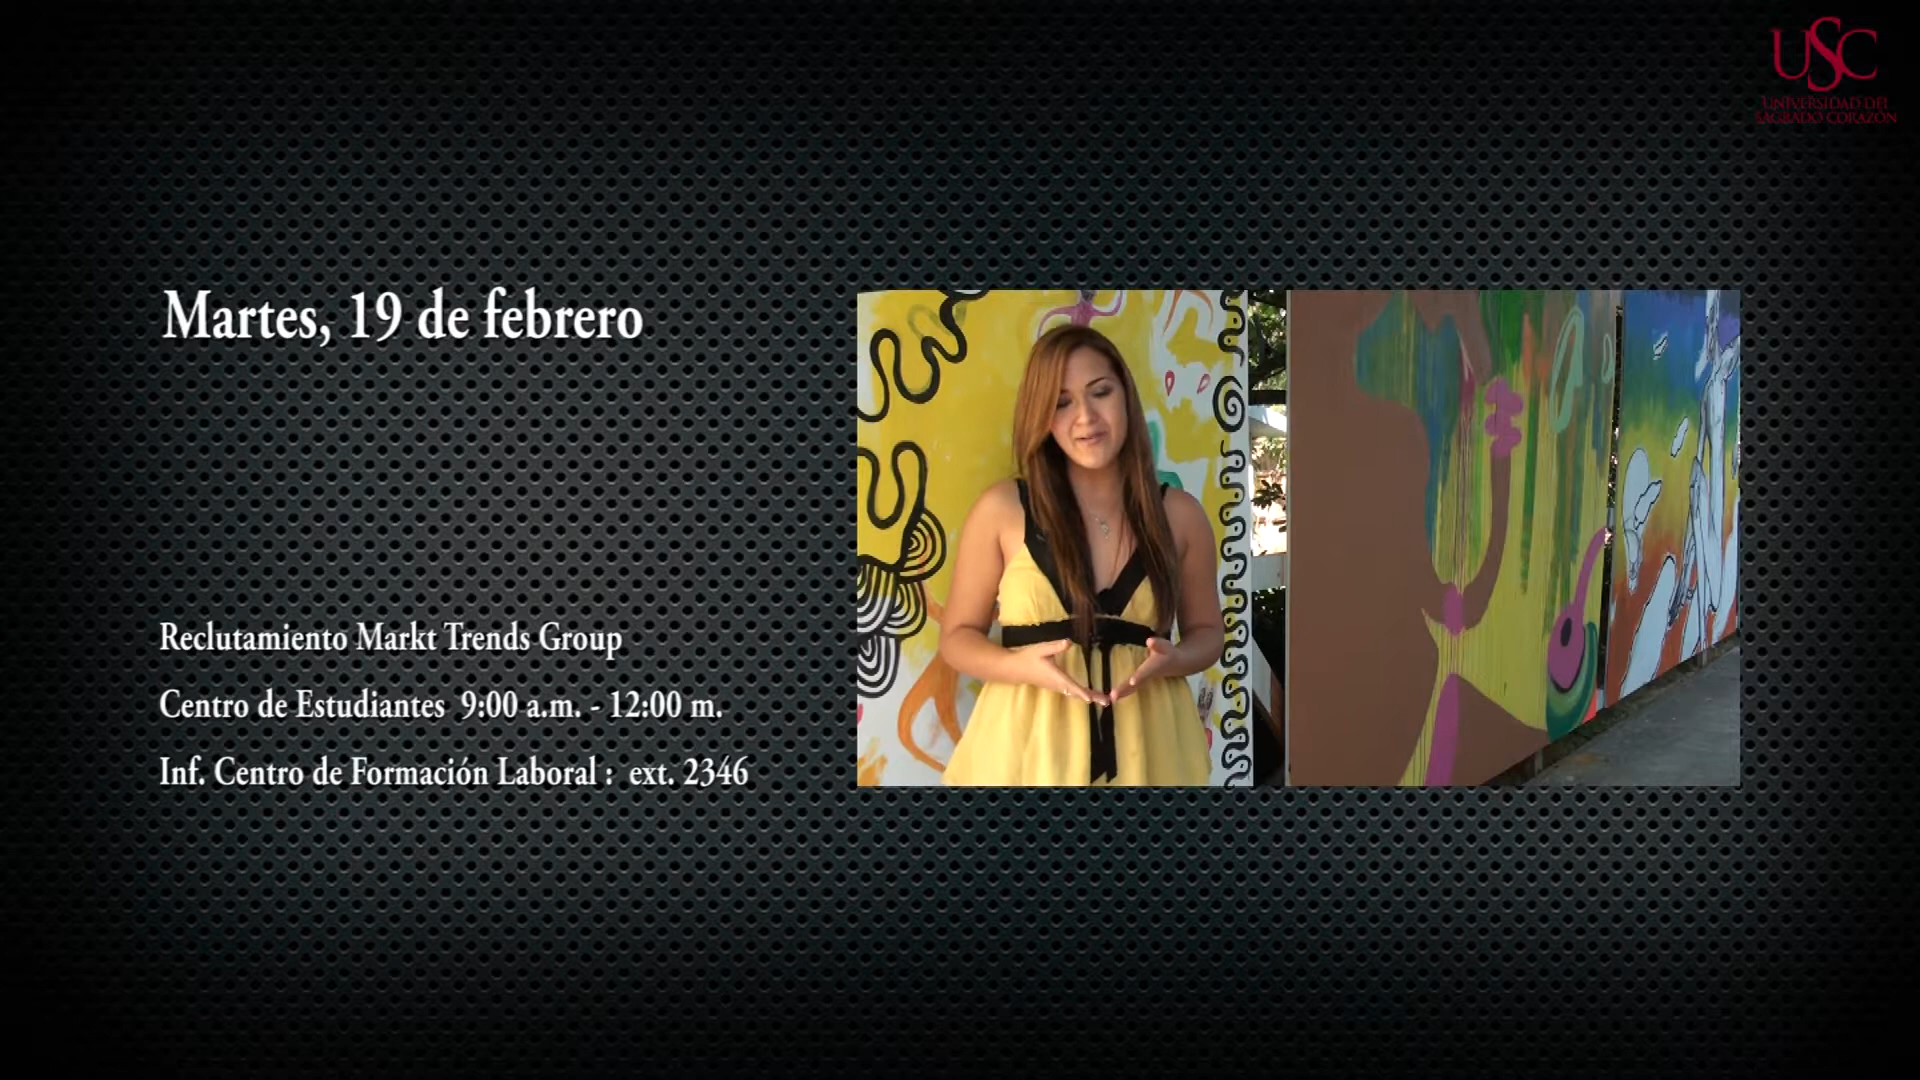 USC
UNIVERSIDAD DEL
SAGRADO CORAZÓN
Martes, 19 de febrero
Reclutamiento Markt Trends Group
Centro de Estudiantes 9:00 a.m. - 12:00 m.
Inf. Centro de Formación Laboral : ext. 2346